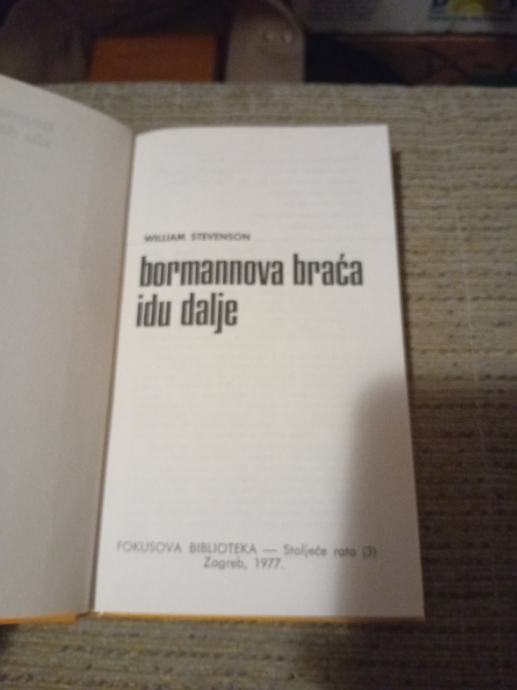 WILLIAM STEVENSON
bormannova braća
idu dalje
FOKUSOVA BIBLIOTEKA — Stoljeće rata (3)
Zagreb, 1977.